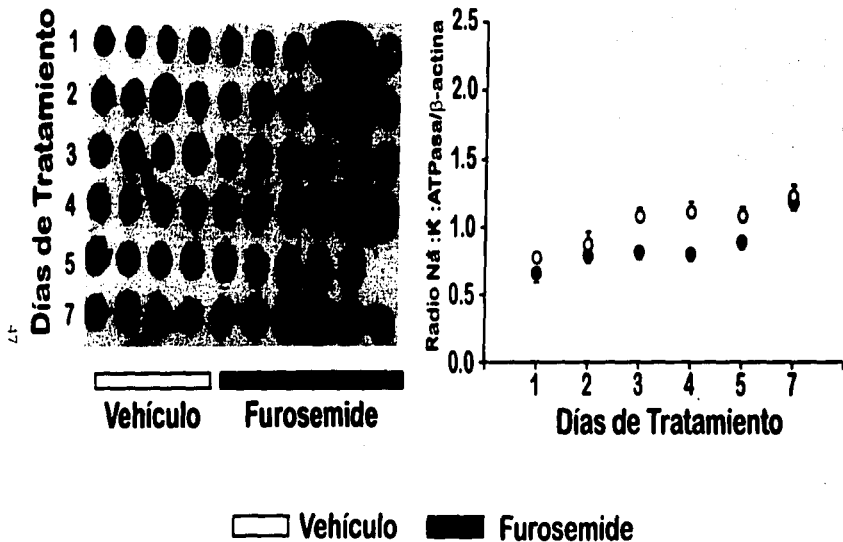 Días de Tratamiento
1
2
3
4
5
7
Vehículo Furosemide
47
Radio Ná :K :ATPasa/β-actina
2.5
2.0
1.5
1.0
0.5
0.0
1 2 3 4 5 7
Días de Tratamiento
Vehículo Furosemide